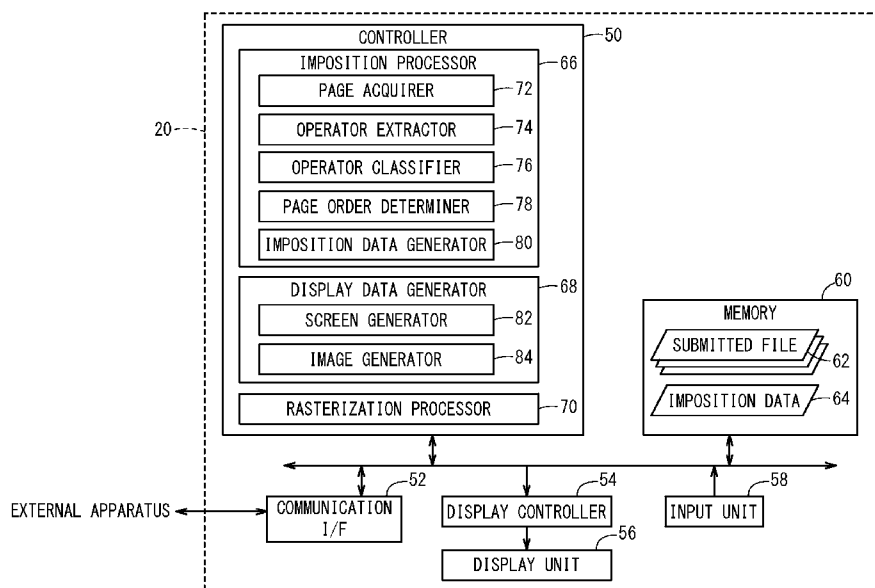 CONTROLLER 50
IMPOSITION PROCESSOR 66
PAGE ACQUIRER 72
20
OPERATOR EXTRACTOR 74
OPERATOR CLASSIFIER 76
PAGE ORDER DETERMINER 78
IMPOSITION DATA GENERATOR 80
DISPLAY DATA GENERATOR 68
SCREEN GENERATOR 82
IMAGE GENERATOR 84
RASTERIZATION PROCESSOR 70
60
MEMORY
SUBMITTED FILE 62
IMPOSITION DATA 64
EXTERNAL APPARATUS
52
COMMUNICATION
I/F
54
DISPLAY CONTROLLER
56
DISPLAY UNIT
58
INPUT UNIT